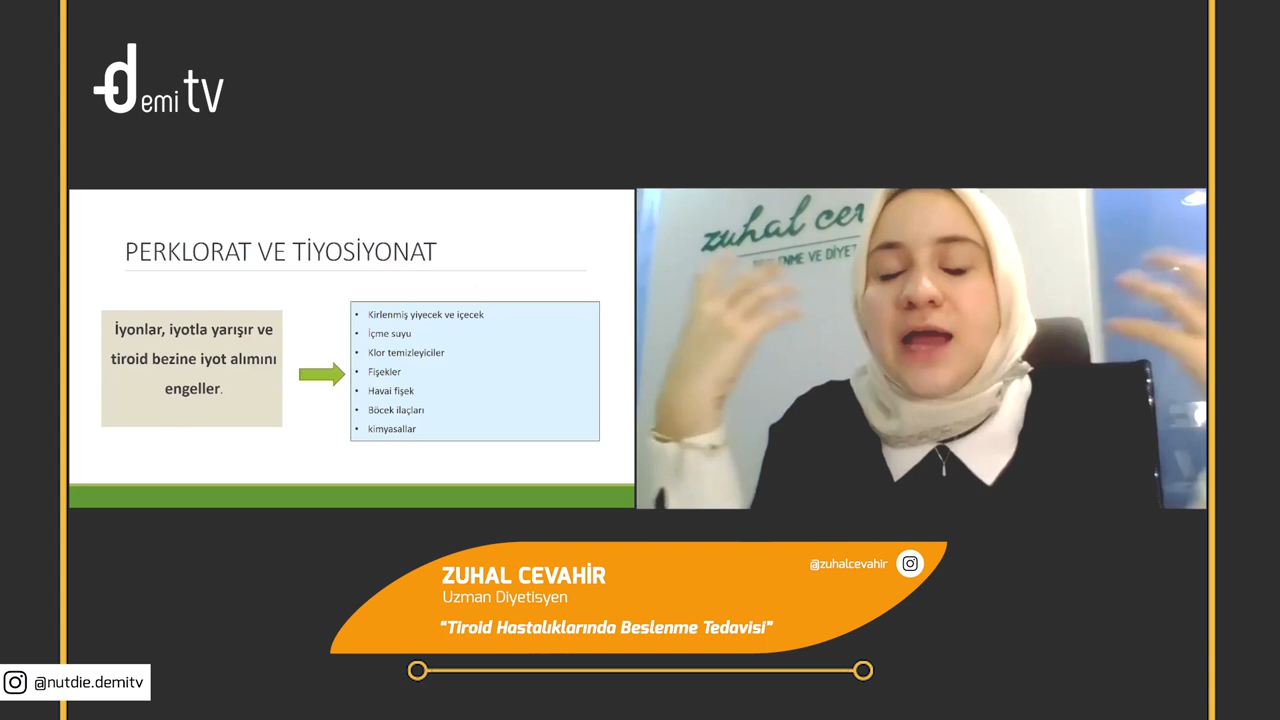 demi tv
PERKLORAT VE TİYOSİYONAT
İyonlar, iyotla yarışır ve
tiroid bezine iyot alımını
engeller.
• Kirlenmiş yiyecek ve içecek
• İçme suyu
• Klor temizleyiciler
• Fişekler
• Havai fişek
• Böcek ilaçları
• kimyasallar
zuhal cev
ENME VE DİYET
ZUHAL CEVAHİR
@zuhalcevahir
Uzman Diyetisyen
“Tiroid Hastalıklarında Beslenme Tedavisi”
@nutdie.demitv